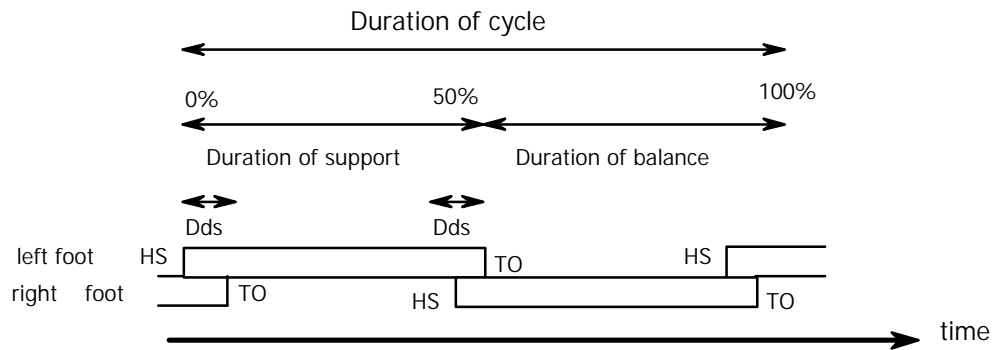 Duration of cycle
0% 50% 100%
Duration of support Duration of balance
Dds Dds
left foot HS TO HS
right foot TO HS TO
time